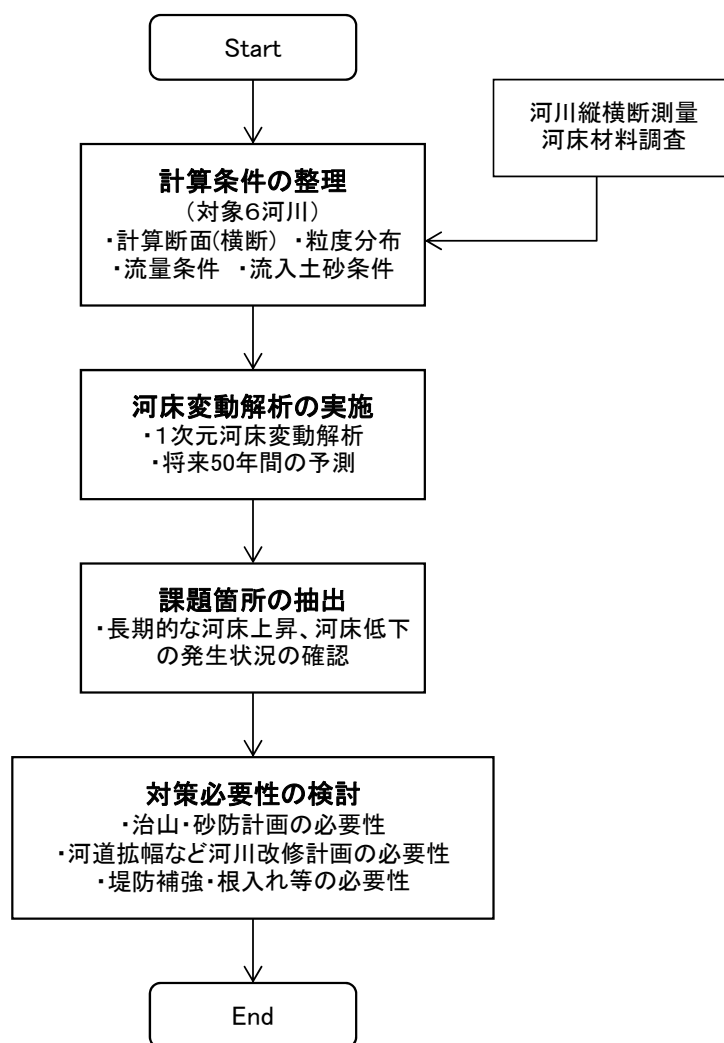 Start
河川縦横断測量
河床材料調査
計算条件の整理
（対象６河川）
・計算断面(横断)　・粒度分布
・流量条件　・流入土砂条件
河床変動解析の実施
・１次元河床変動解析
・将来50年間の予測
課題箇所の抽出
・長期的な河床上昇、河床低下
の発生状況の確認
対策必要性の検討
・治山・砂防計画の必要性
・河道拡幅など河川改修計画の必要性
・堤防補強・根入れ等の必要性
End